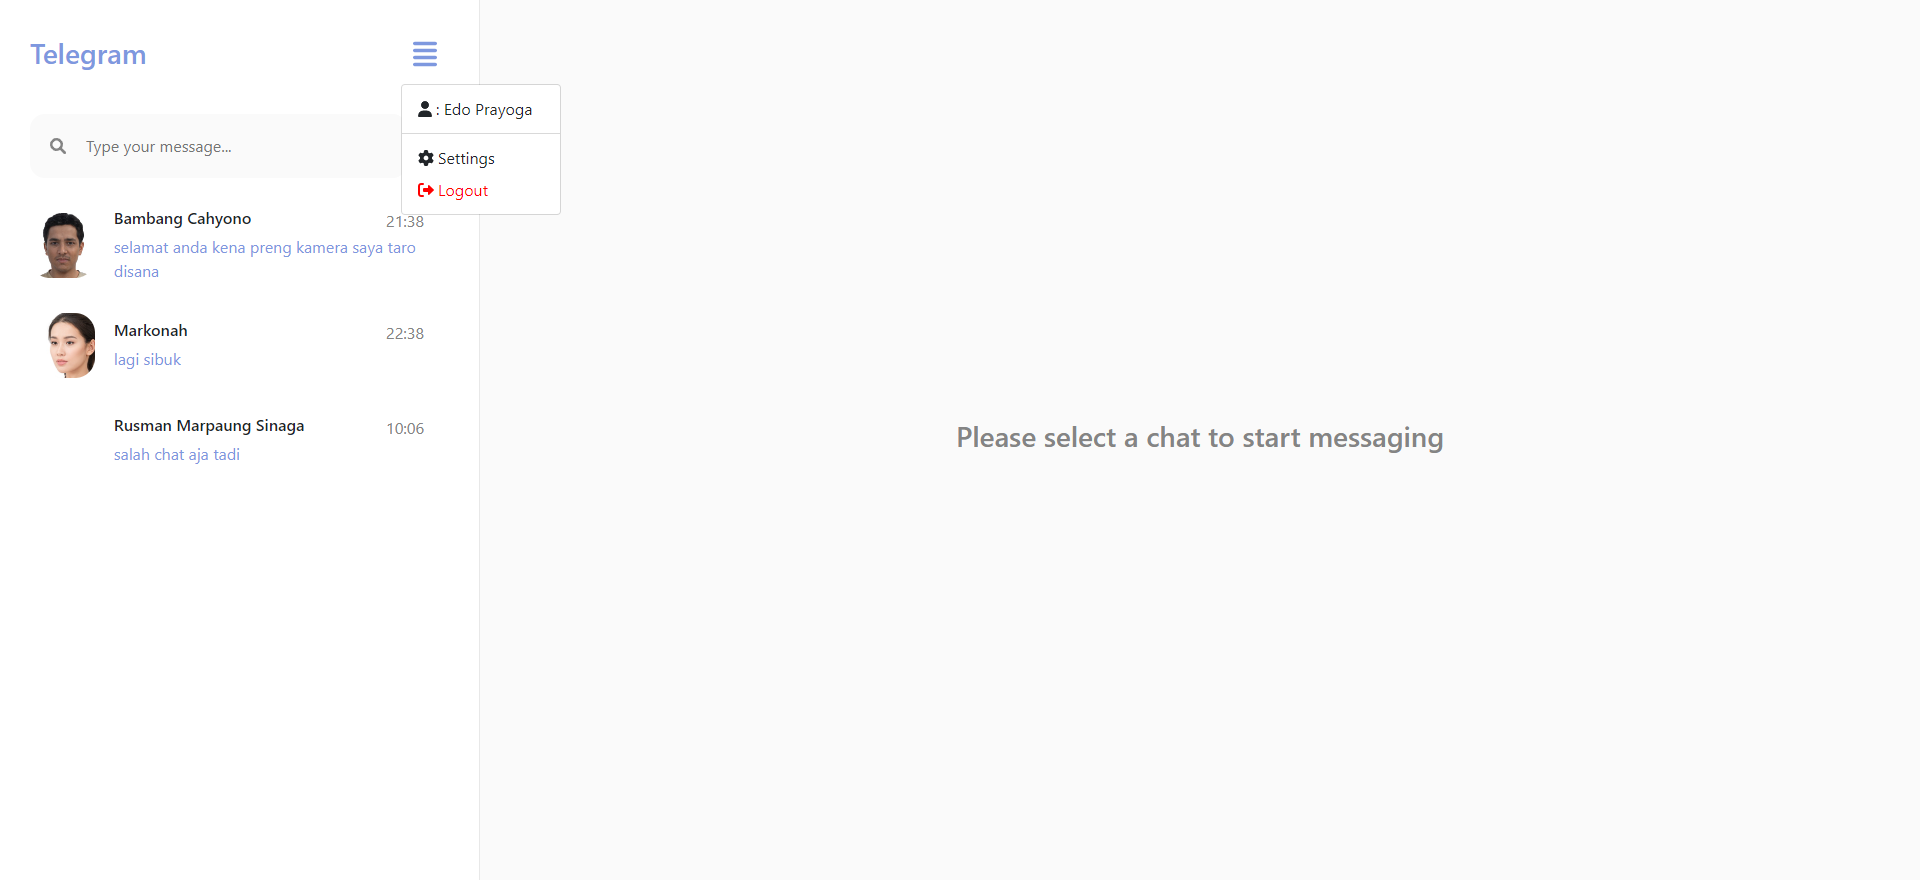 Telegram
: Edo Prayoga
Type your message...
Settings
Logout
Bambang Cahyono
21:38
selamat anda kena preng kamera saya taro
disana
Markonah
22:38
lagi sibuk
Rusman Marpaung Sinaga
10:06
salah chat aja tadi
Please select a chat to start messaging